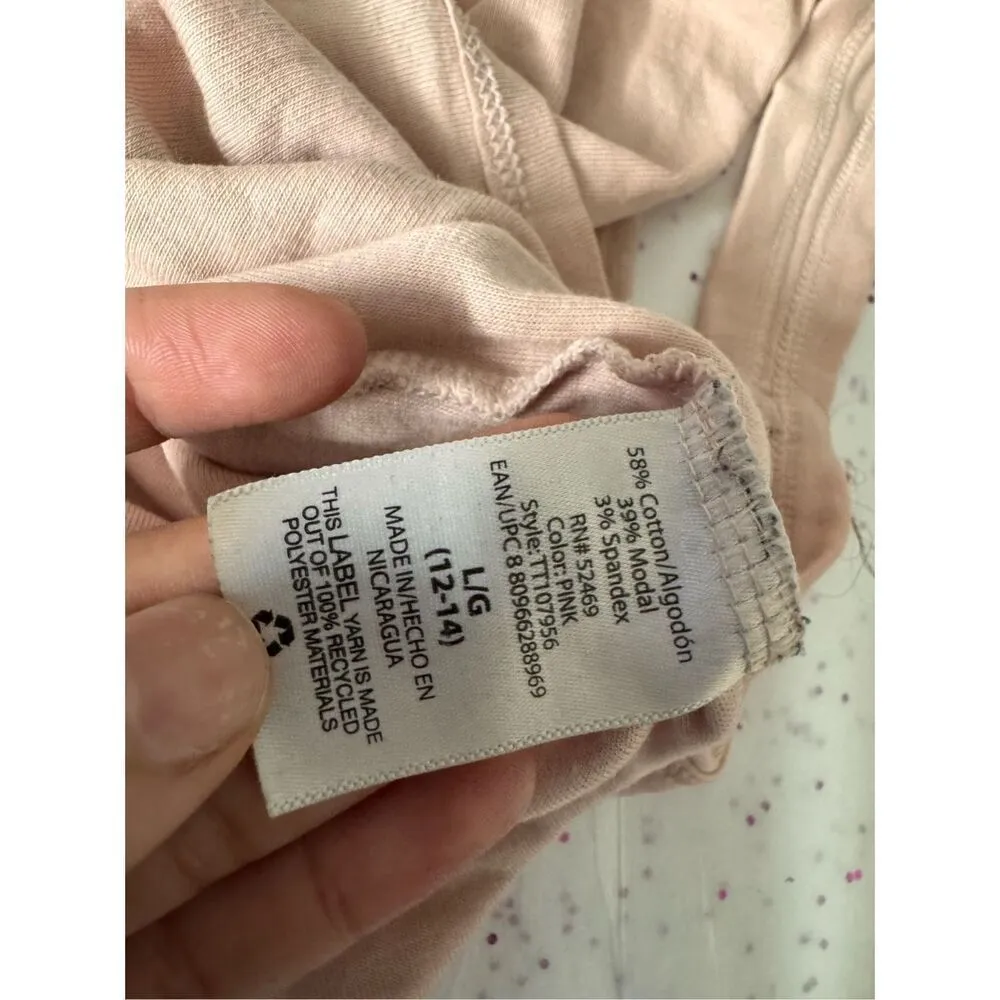 58% Cotton/Algodón
39% Modal
3% Spandex
RN# 52469
Color: PINK
Style: TT107956
EAN/UPC 8 80966288969
L/G
(12-14)
MADE IN/HECHO EN
NICARAGUA
THIS LABEL YARN IS MADE
OUT OF 100% RECYCLED
POLYESTER MATERIALS